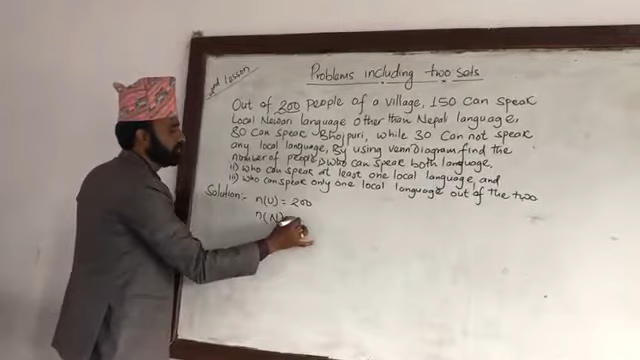 2nd lesson
Problems including two sets
Out of 200 people of a village, 150 can speak
Local Newari language other than Nepali language,
80 can speak Bhojpuri, while 30 can not speak
any local language, By using venn diagram find the
number of people i) who can speak both language,
ii) who can speak at least one local language, and
iii) who can speak only one local language out of the two
Solution:- n(U) = 200
n(N)=